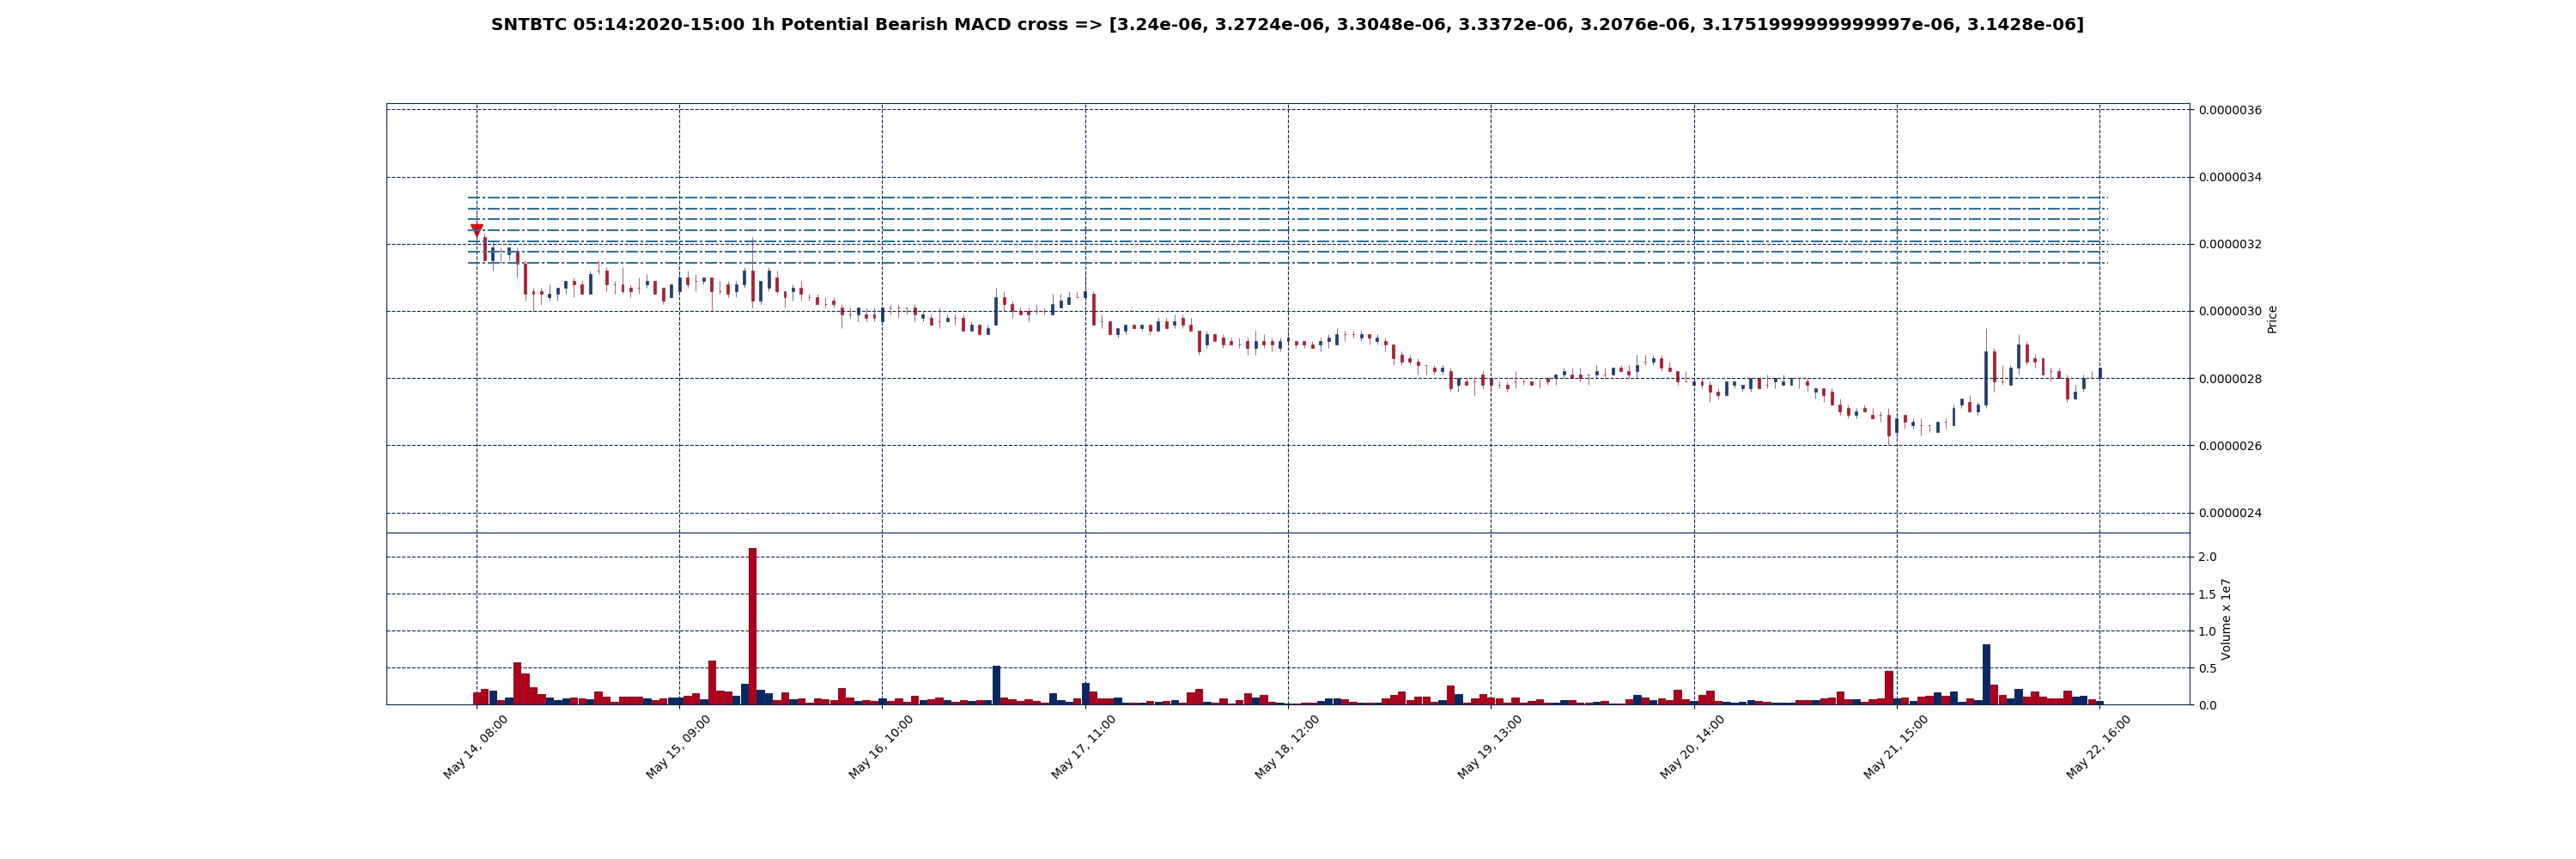 SNTBTC 05:14:2020-15:00 1h Potential Bearish MACD cross => [3.24e-06, 3.2724e-06, 3.3048e-06, 3.3372e-06, 3.2076e-06, 3.1751999999999997e-06, 3.1428e-06]
0.0000036
0.0000034
0.0000032
0.0000030
0.0000028
0.0000026
0.0000024
Price
2.0
1.5
1.0
0.5
0.0
Volume x 1e7
May 14, 08:00
May 15, 09:00
May 16, 10:00
May 17, 11:00
May 18, 12:00
May 19, 13:00
May 20, 14:00
May 21, 15:00
May 22, 16:00